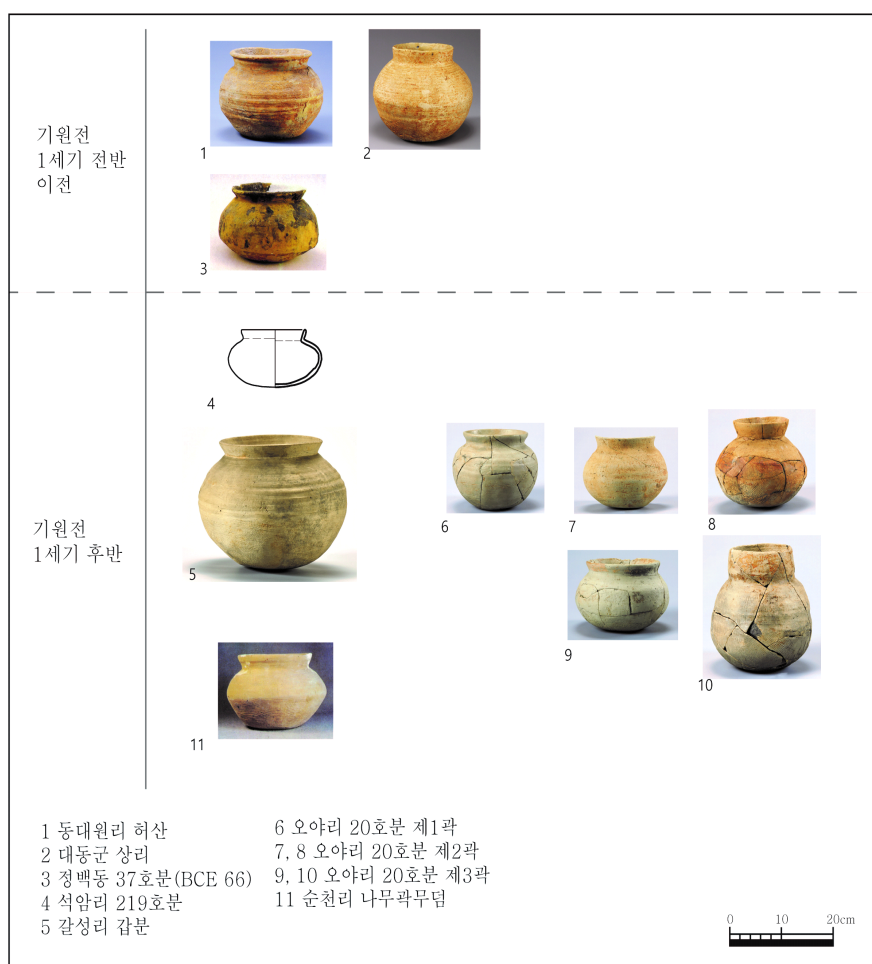 기원전
1세기 전반
이전
1
2
3
기원전
1세기 후반
4
5
6
7
8
9
10
11
1 동대원리 허산
2 대동군 상리
3 정백동 37호분(BCE 66)
4 석암리 219호분
5 갈성리 갑분
6 오야리 20호분 제1곽
7, 8 오야리 20호분 제2곽
9, 10 오야리 20호분 제3곽
11 순천리 나무곽무덤
0 10 20cm